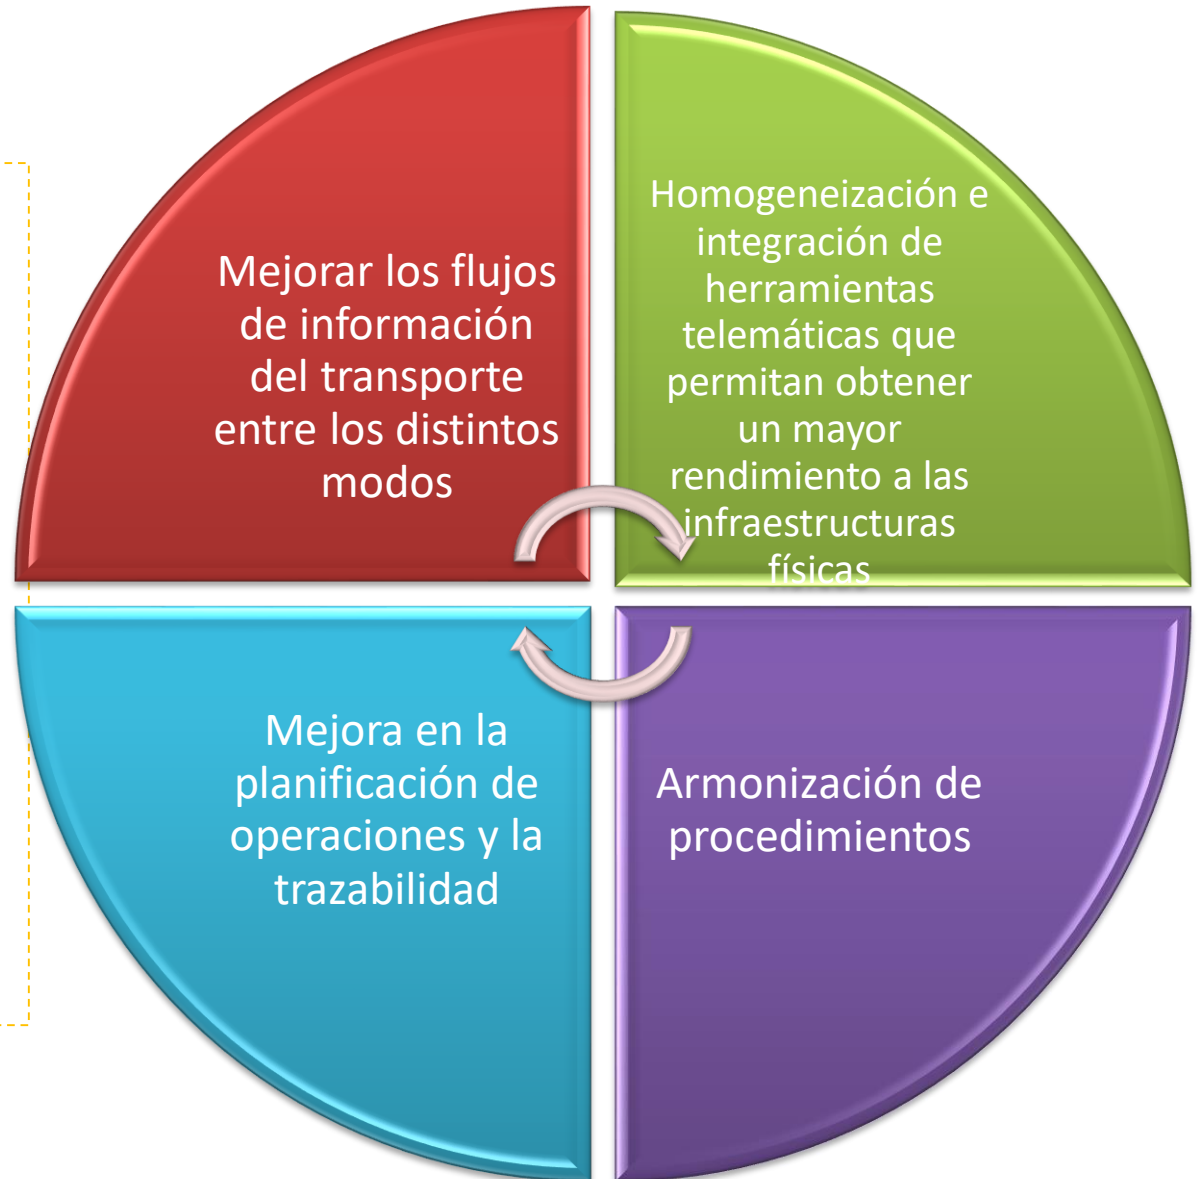 Mejorar los flujos
de información
del transporte
entre los distintos
modos
Homogeneización e
integración de
herramientas
telemáticas que
permitan obtener
un mayor
rendimiento a las
infraestructuras
físicas
Mejora en la
planificación de
operaciones y la
trazabilidad
Armonización de
procedimientos